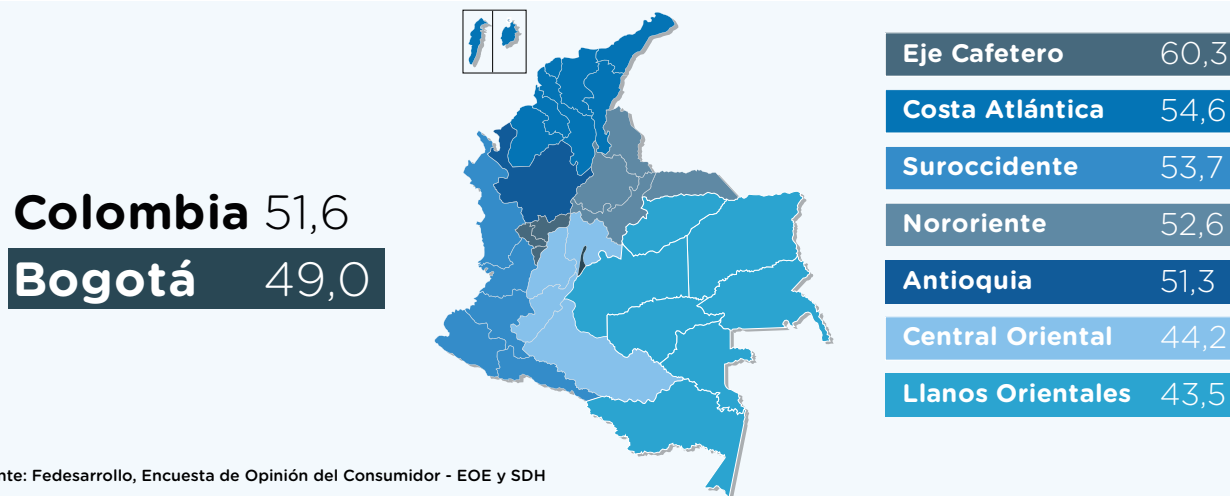 Colombia 51,6
Bogotá 49,0
Eje Cafetero 60,3
Costa Atlántica 54,6
Suroccidente 53,7
Nororiente 52,6
Antioquia 51,3
Central Oriental 44,2
Llanos Orientales 43,5
nte: Fedesarrollo, Encuesta de Opinión del Consumidor - EOE y SDH